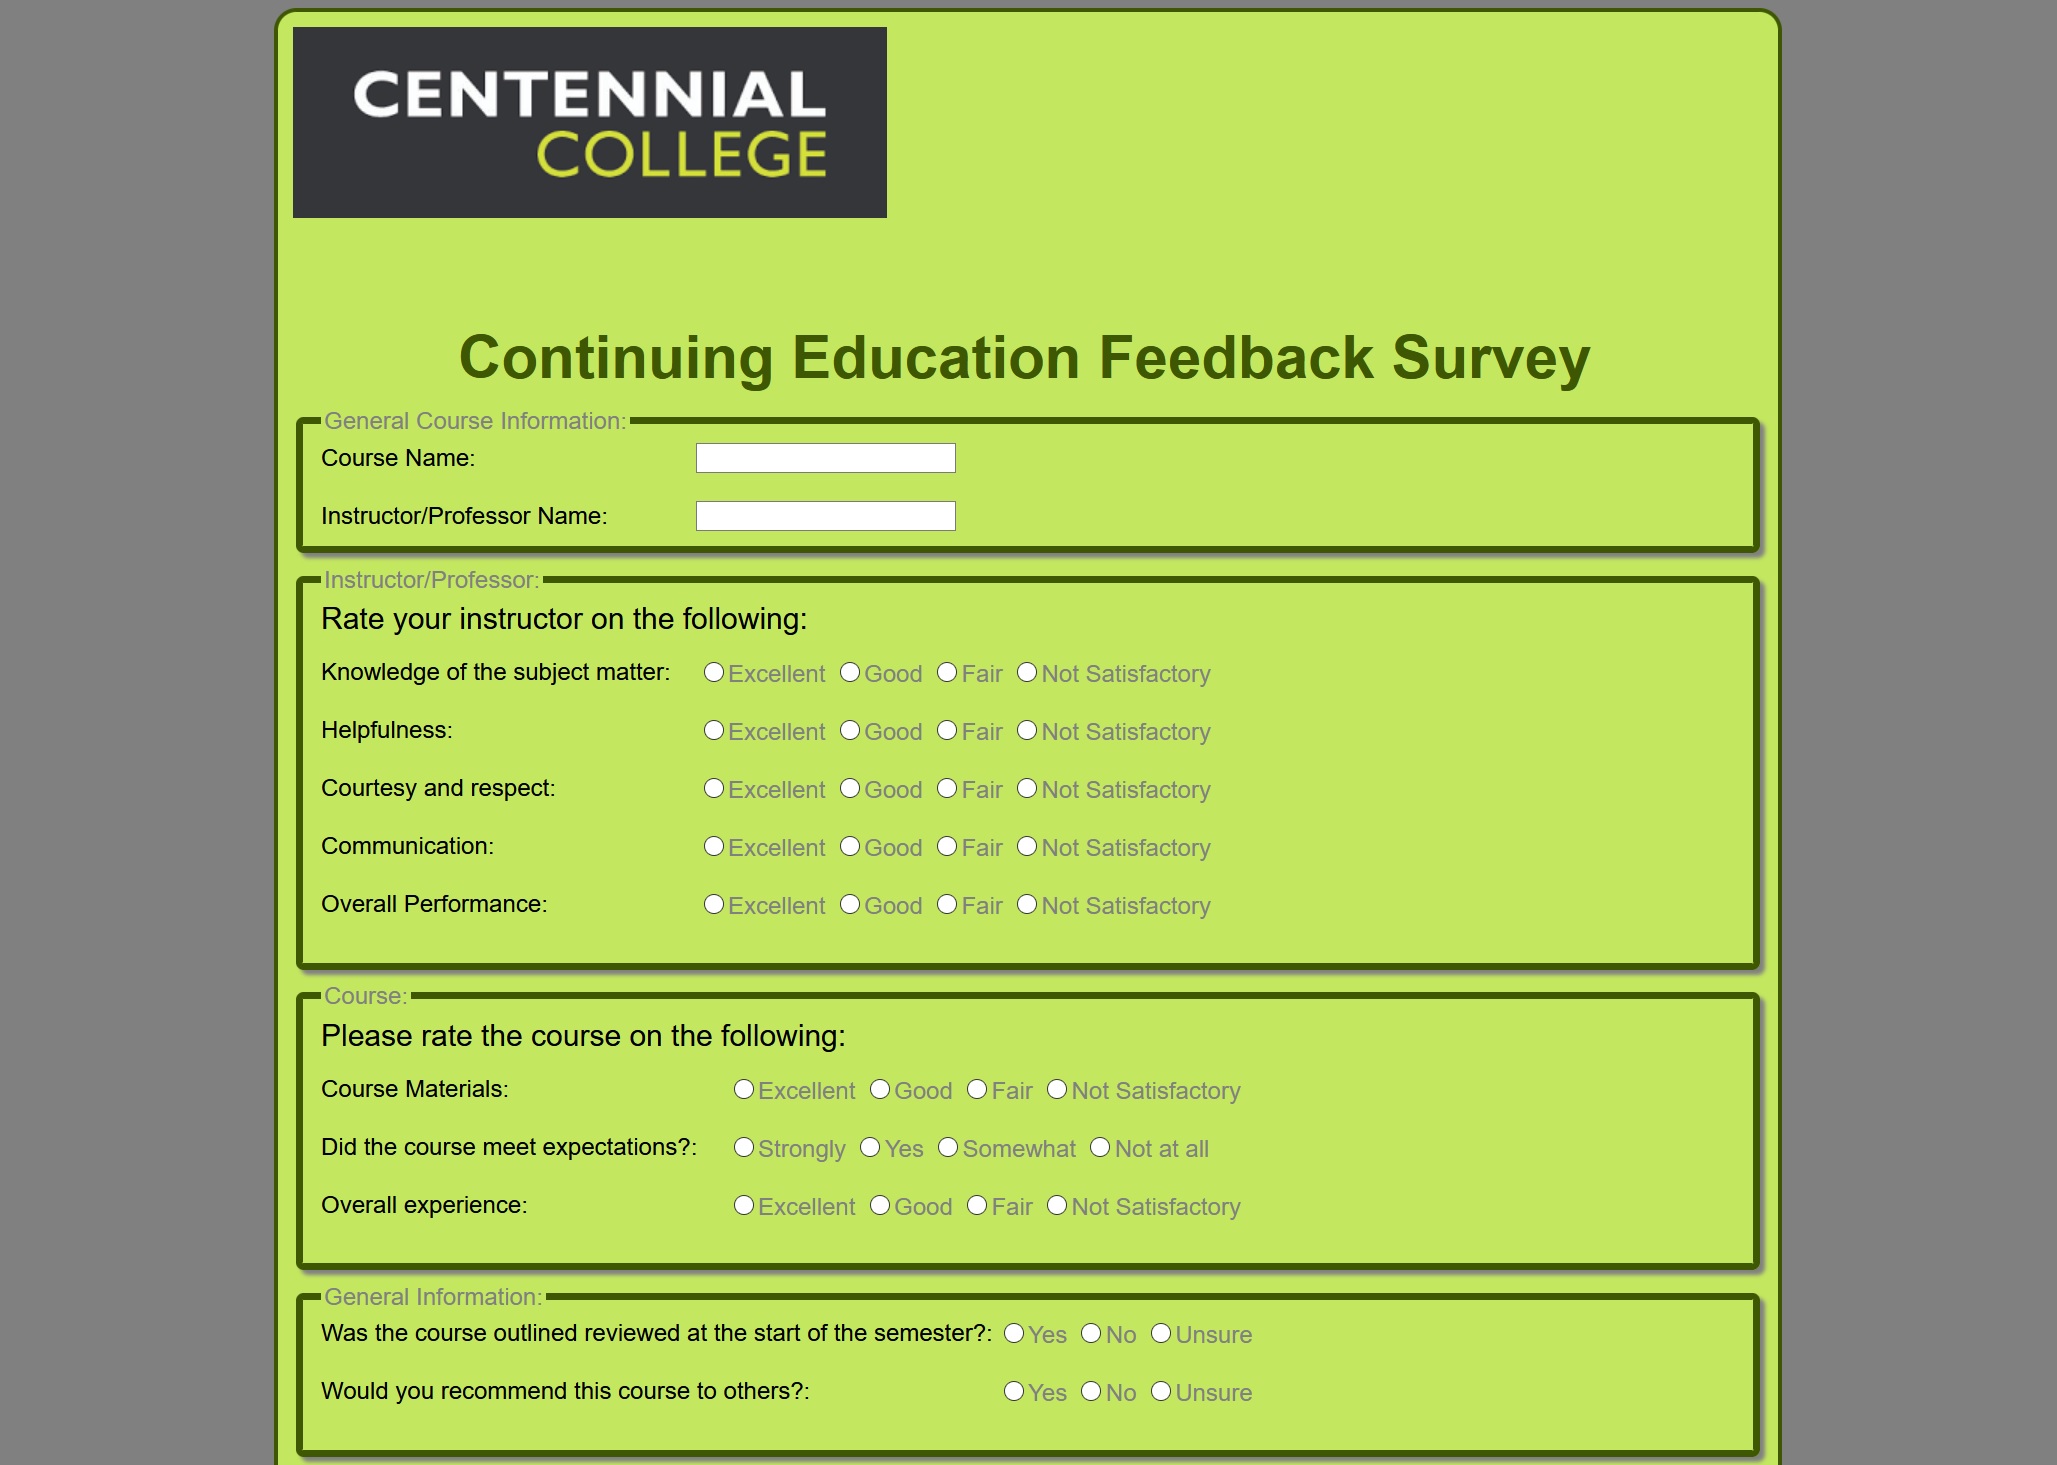 CENTENNIAL
COLLEGE
Continuing Education Feedback Survey
General Course Information:
Course Name:
Instructor/Professor Name:
Instructor/Professor:
Rate your instructor on the following:
Knowledge of the subject matter: Excellent Good Fair Not Satisfactory
Helpfulness: Excellent Good Fair Not Satisfactory
Courtesy and respect: Excellent Good Fair Not Satisfactory
Communication: Excellent Good Fair Not Satisfactory
Overall Performance: Excellent Good Fair Not Satisfactory
Course:
Please rate the course on the following:
Course Materials: Excellent Good Fair Not Satisfactory
Did the course meet expectations?: Strongly Yes Somewhat Not at all
Overall experience: Excellent Good Fair Not Satisfactory
General Information:
Was the course outlined reviewed at the start of the semester?: Yes No Unsure
Would you recommend this course to others?: Yes No Unsure